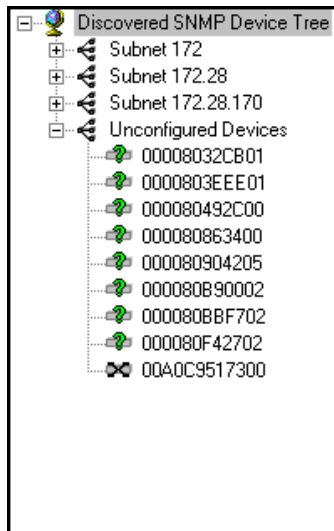 Discovered SNMP Device Tree
Subnet 172
Subnet 172.28
Subnet 172.28.170
Unconfigured Devices
00008032CB01
0000803EEE01
000080492C00
000080863400
000080904205
000080B90002
000080BBF702
000080F42702
00A0C9517300